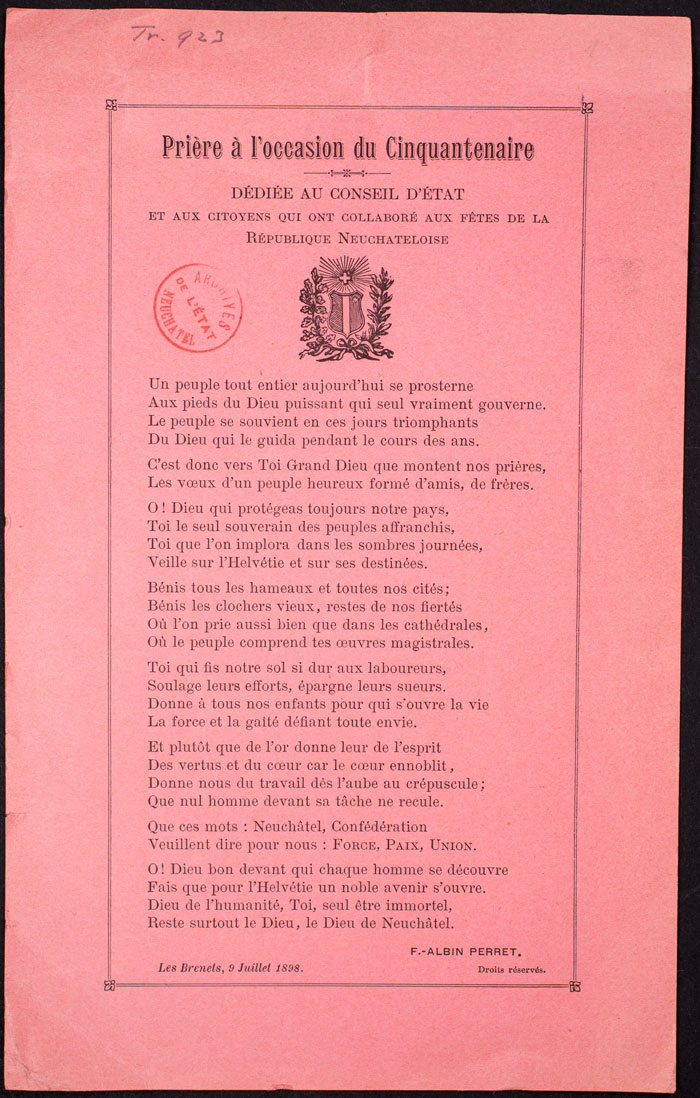 Tr. 923
Prière à l'occasion du Cinquantenaire
DÉDIÉE AU CONSEIL D'ÉTAT
ET AUX CITOYENS QUI ONT COLLABORÉ AUX FÊTES DE LA
RÉPUBLIQUE NEUCHATELOISE
ARCHIVES
DE L'ÉTAT
NEUCHATEL
Un peuple tout entier aujourd'hui se prosterne
Aux pieds du Dieu puissant qui seul vraiment gouverne.
Le peuple se souvient en ces jours triomphants
Du Dieu qui le guida pendant le cours des ans.
C'est donc vers Toi Grand Dieu que montent nos prières,
Les vœux d'un peuple heureux formé d'amis, de frères.
O! Dieu qui protégeas toujours notre pays,
Toi le seul souverain des peuples affranchis,
Toi que l'on implora dans les sombres journées,
Veille sur l'Helvétie et sur ses destinées.
Bénis tous les hameaux et toutes nos cités;
Bénis les clochers vieux, restes de nos fiertés
Où l'on prie aussi bien que dans les cathédrales,
Où le peuple comprend tes œuvres magistrales.
Toi qui fis notre sol si dur aux laboureurs,
Soulage leurs efforts, épargne leurs sueurs.
Donne à tous nos enfants pour qui s'ouvre la vie
La force et la gaîté défiant toute envie.
Et plutôt que de l'or donne leur de l'esprit
Des vertus et du cœur car le cœur ennoblit,
Donne nous du travail dès l'aube au crépuscule;
Que nul homme devant sa tâche ne recule.
Que ces mots : Neuchâtel, Confédération
Veuillent dire pour nous : FORCE, PAIX, UNION.
O! Dieu bon devant qui chaque homme se découvre
Fais que pour l'Helvétie un noble avenir s'ouvre.
Dieu de l'humanité, Toi, seul être immortel,
Reste surtout le Dieu, le Dieu de Neuchâtel.
F.-ALBIN PERRET.
Les Brenets, 9 Juillet 1898.
Droits réservés.